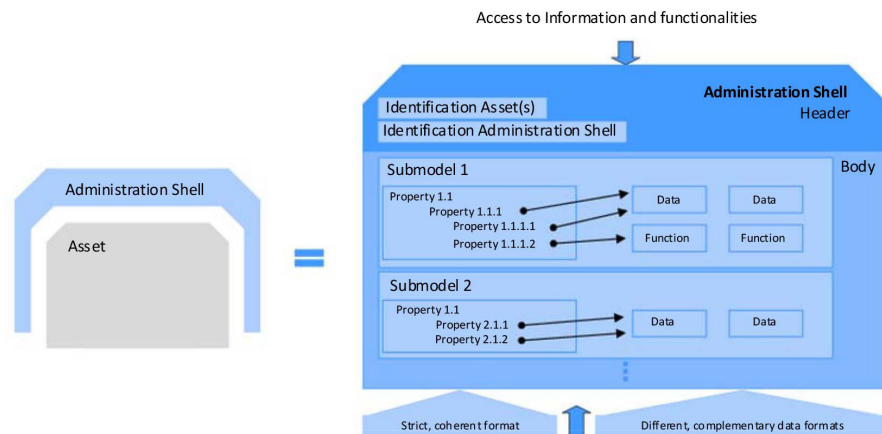 Access to Information and functionalities
Administration Shell
Header
Identification Asset(s)
Identification Administration Shell
Body
Submodel 1
Property 1.1
Property 1.1.1
Property 1.1.1.1
Property 1.1.1.2
Data
Data
Function
Function
Submodel 2
Property 1.1
Property 2.1.1
Property 2.1.2
Data
Data
Administration Shell
Asset
Strict, coherent format
Different, complementary data formats